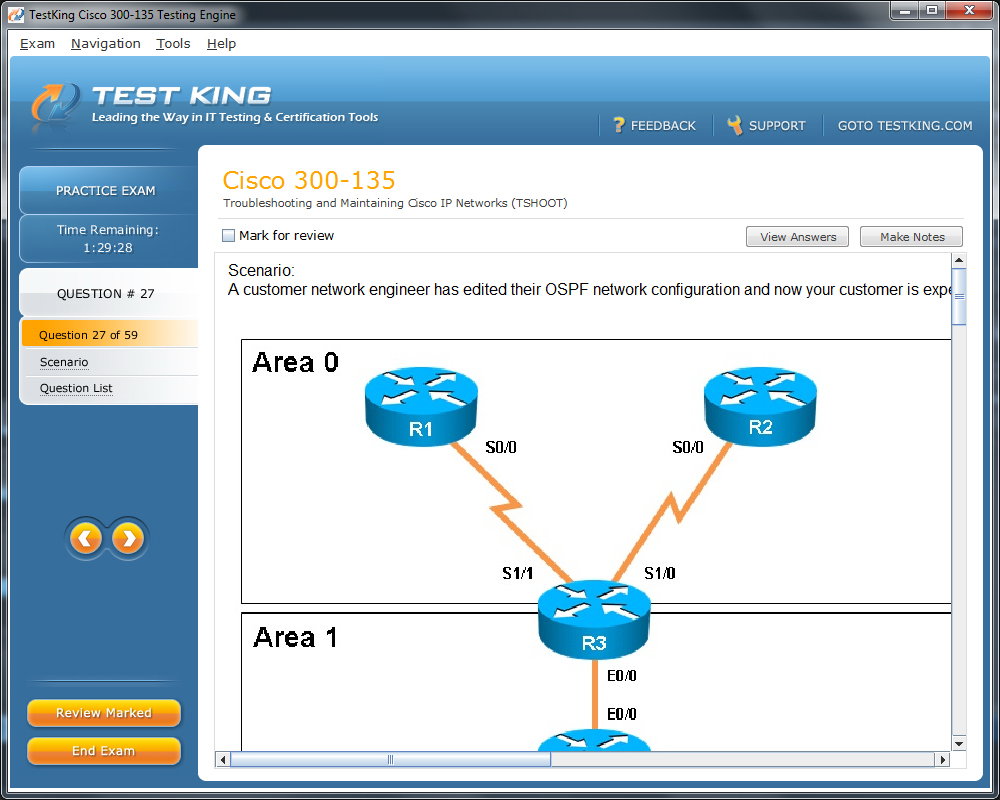 TestKing Cisco 300-135 Testing Engine
Exam Navigation Tools Help
TEST KING
Leading the Way in IT Testing & Certification Tools
? FEEDBACK SUPPORT GOTO TESTKING.COM
PRACTICE EXAM
Time Remaining:
1:29:28
QUESTION # 27
Question 27 of 59
Scenario
Question List
Review Marked
End Exam
Cisco 300-135
Troubleshooting and Maintaining Cisco IP Networks (TSHOOT)
Mark for review
View Answers
Make Notes
Scenario:
A customer network engineer has edited their OSPF network configuration and now your customer is expe
Area 0
R1
R2
S0/0
S0/0
S1/1
S1/0
Area 1
R3
E0/0
E0/0